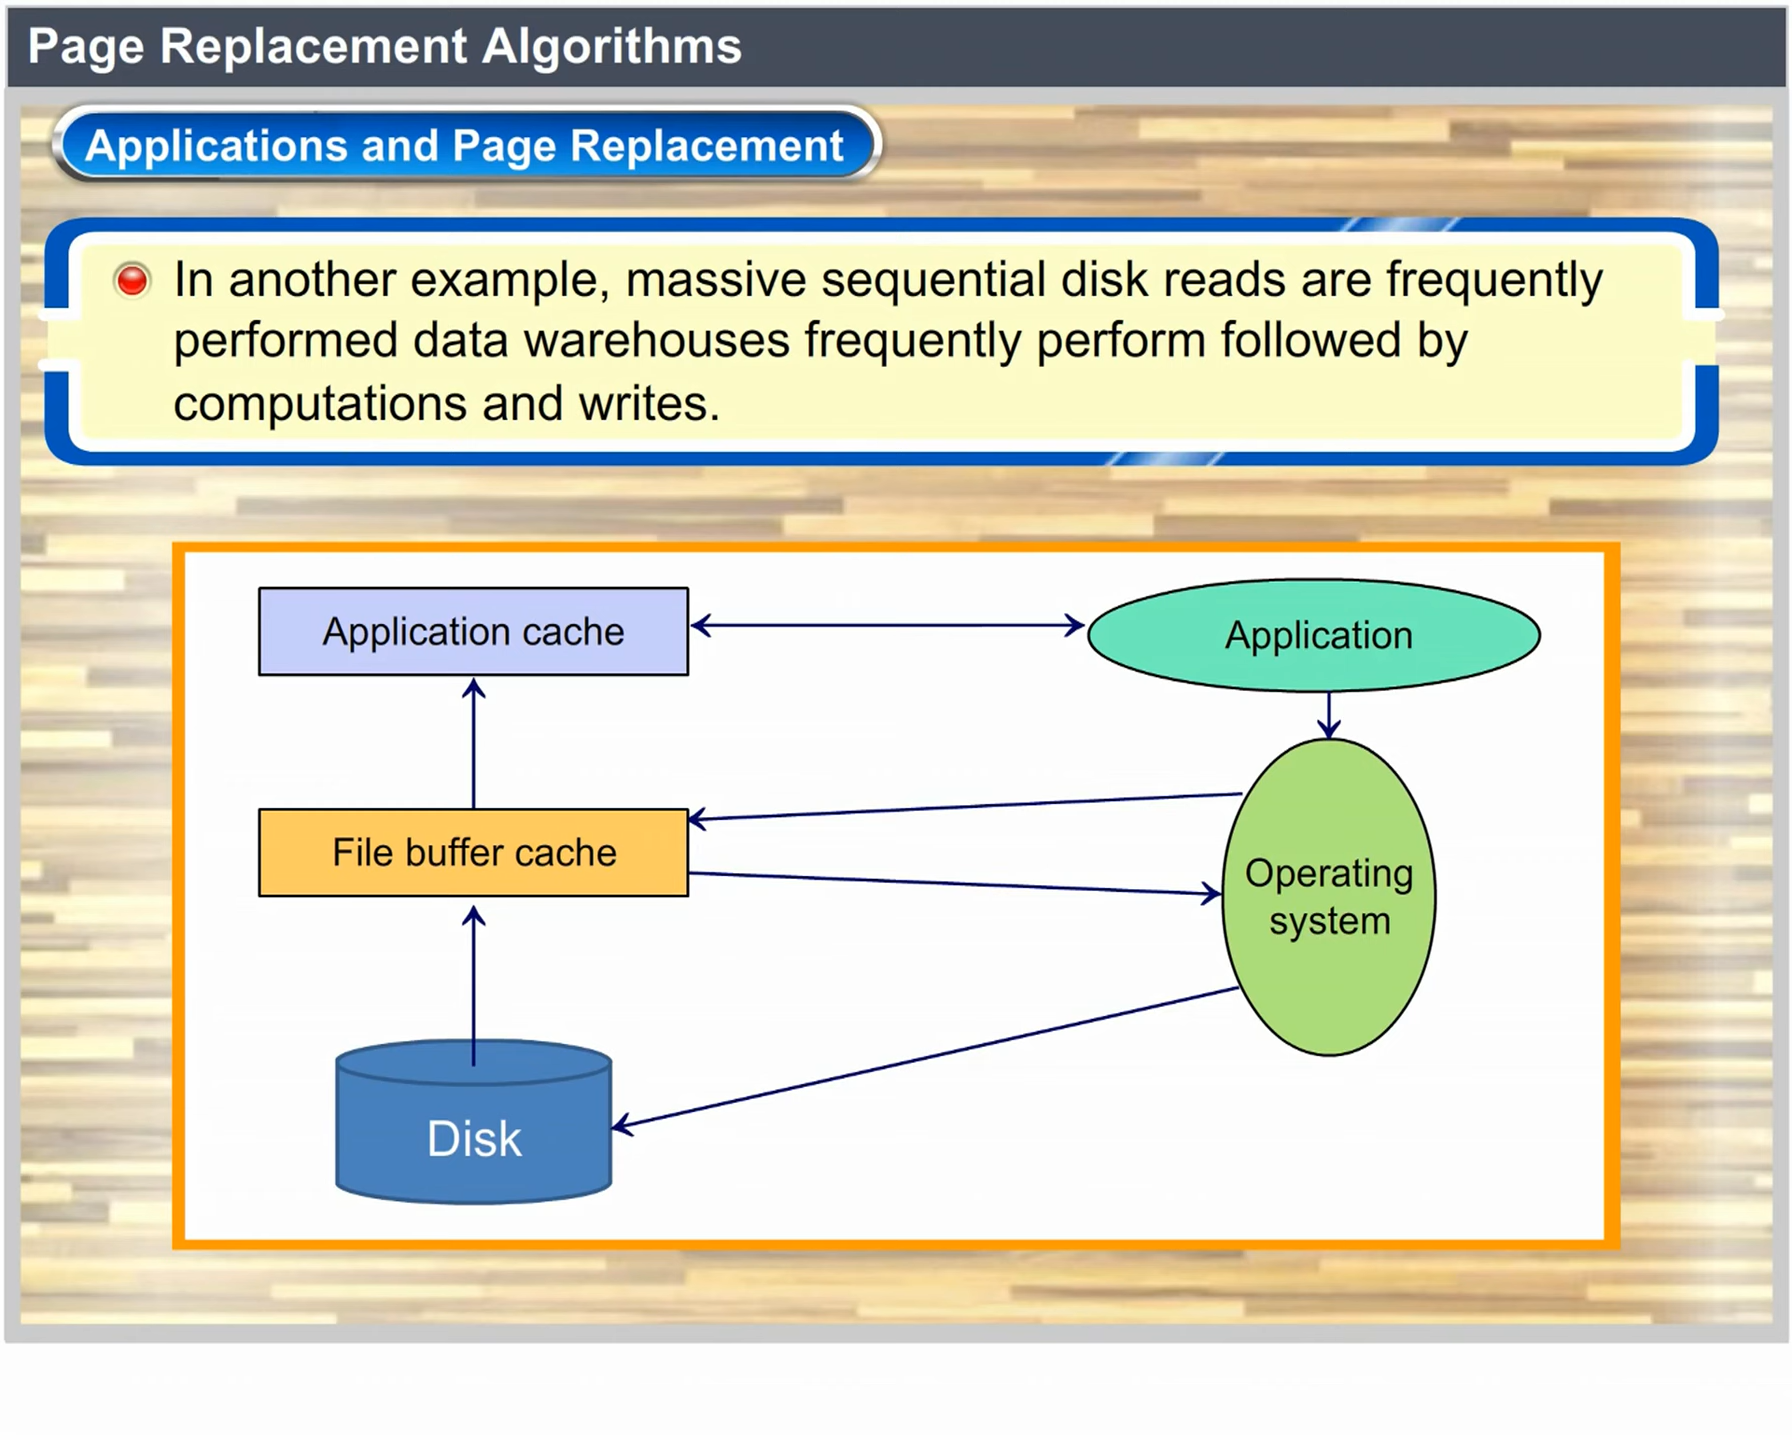 Page Replacement Algorithms
Applications and Page Replacement
In another example, massive sequential disk reads are frequently
performed data warehouses frequently perform followed by
computations and writes.
Application cache
Application
File buffer cache
Operating
system
Disk